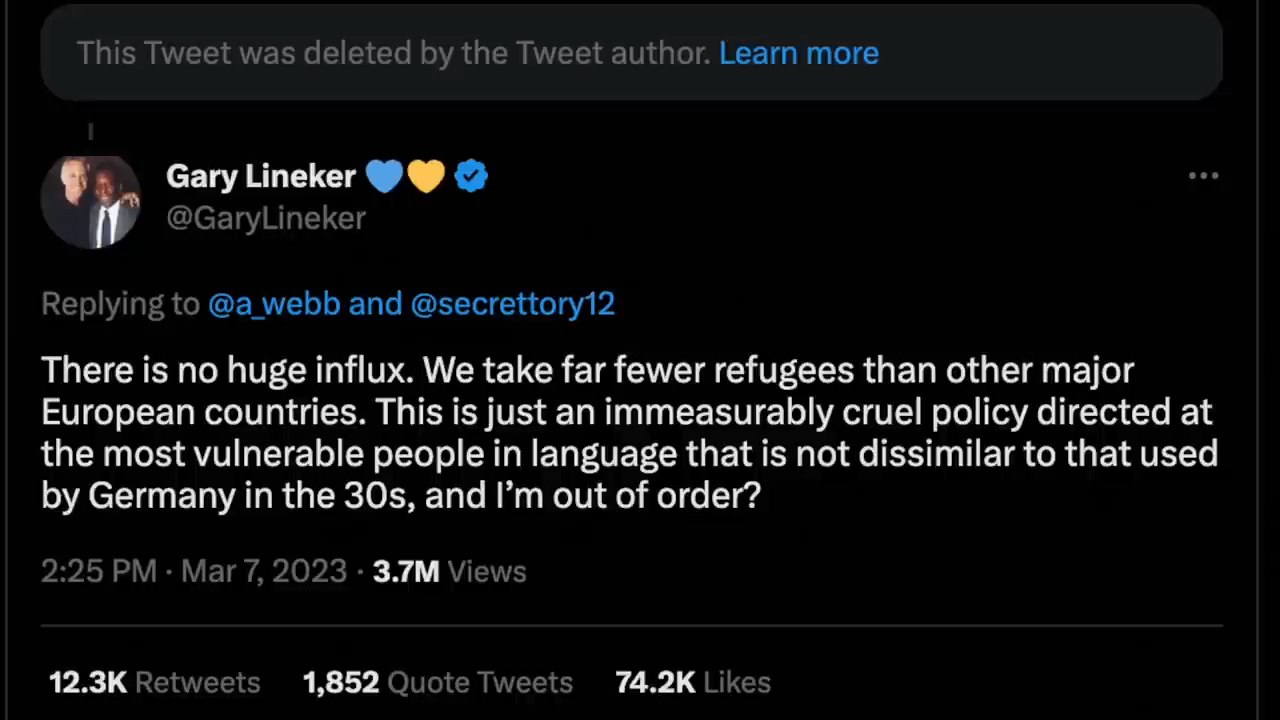 This Tweet was deleted by the Tweet author. Learn more
Gary Lineker 💙💛
@GaryLineker
Replying to @a_webb and @secrettory12
There is no huge influx. We take far fewer refugees than other major
European countries. This is just an immeasurably cruel policy directed at
the most vulnerable people in language that is not dissimilar to that used
by Germany in the 30s, and I’m out of order?
2:25 PM · Mar 7, 2023 · 3.7M Views
12.3K Retweets 1,852 Quote Tweets 74.2K Likes